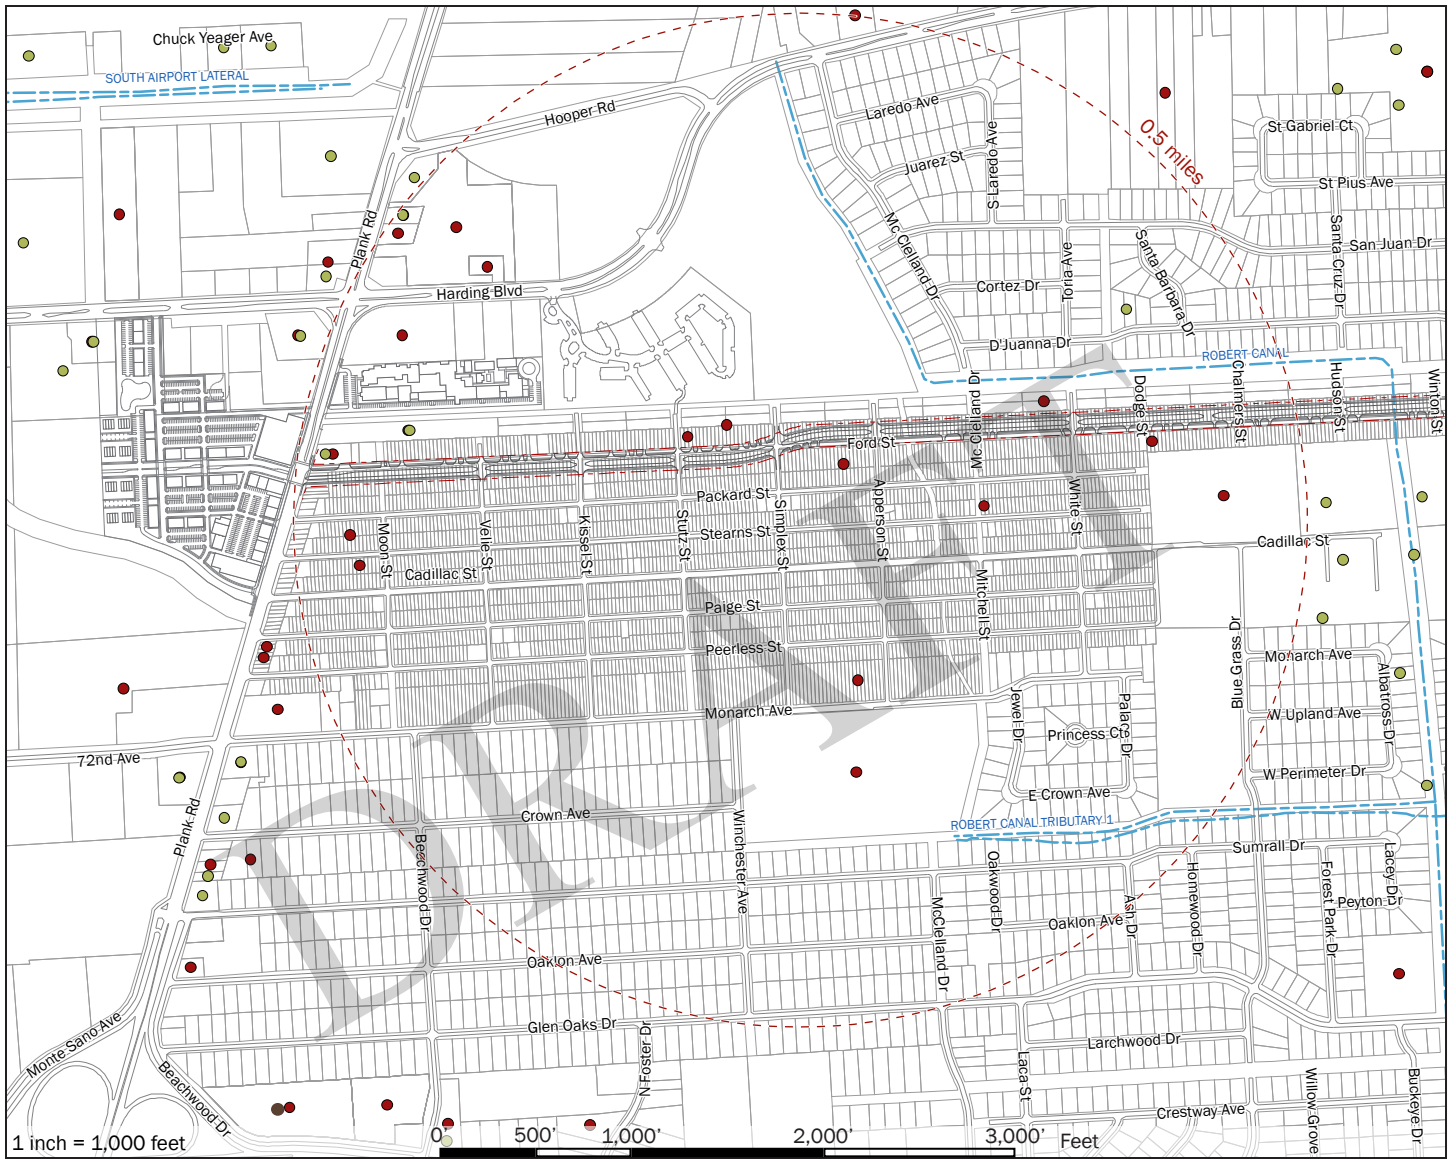 Chuck Yeager Ave
SOUTH AIRPORT LATERAL
Hooper Rd
Laredo Ave
Juarez St
S Laredo Ave
0.5 miles
St Gabriel Ct
St Pius Ave
Plank Rd
Mc Clelland Dr
Santa Barbara Dr
Santa Cruz Dr
San Juan Dr
Harding Blvd
Cortez Dr
Toria Ave
D'Juanna Dr
ROBERT CANAL
Mc Clelland Dr
Dodge St
Chalmers St
Hudson St
Winton St
Ford St
Packard St
Stearns St
Moon St
Velie St
Kissel St
Stutz St
Simplex St
Apperson St
White St
Cadillac St
Cadillac St
Paige St
Mitchell St
Peerless St
Blue Grass Dr
Monarch Ave
Albatross Dr
Monarch Ave
Jewel Dr
Palace Dr
Princess Ct
W Upland Ave
72nd Ave
W Perimeter Dr
E Crown Ave
Plank Rd
Crown Ave
Winchester Ave
ROBERT CANAL TRIBUTARY 1
Beechwood Dr
Oakwood Dr
Sumrall Dr
Homewood Dr
Forest Park Dr
Lacey Dr
Peyton Dr
McClelland Dr
Oaklon Ave
Ash Dr
Oaklon Ave
Glen Oaks Dr
N Foster Dr
Monte Sano Ave
Beachwood Dr
Larchwood Dr
Laca St
Crestway Ave
Willow Grove
Buckeye Dr
DRAFT
1 inch = 1,000 feet
0' 500' 1,000' 2,000' 3,000' Feet